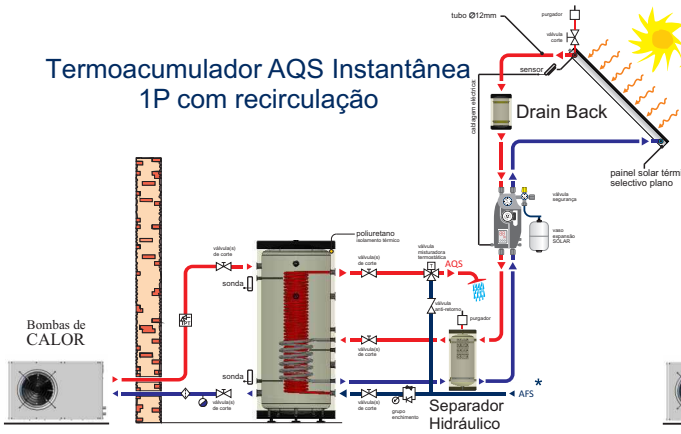 Termoacumulador AQS Instantânea
1P com recirculação
tubo Ø12mm
purgador
válvula
corte
sensor
cablagem eléctrica
Drain Back
painel solar térmi
selectivo plano
válvula
segurança
vaso
expansão
SOLAR
poliuretano
isolamento térmico
válvula(s)
de corte
sonda
válvula(s)
de corte
válvula
misturadora
termostática
T
AQS
válvula
anti-retorno
purgador
válvula(s)
de corte
Bombas de
CALOR
sonda
válvula(s)
de corte
válvula(s)
de corte
grupo
enchimento
*
AFS
Separador
Hidráulico